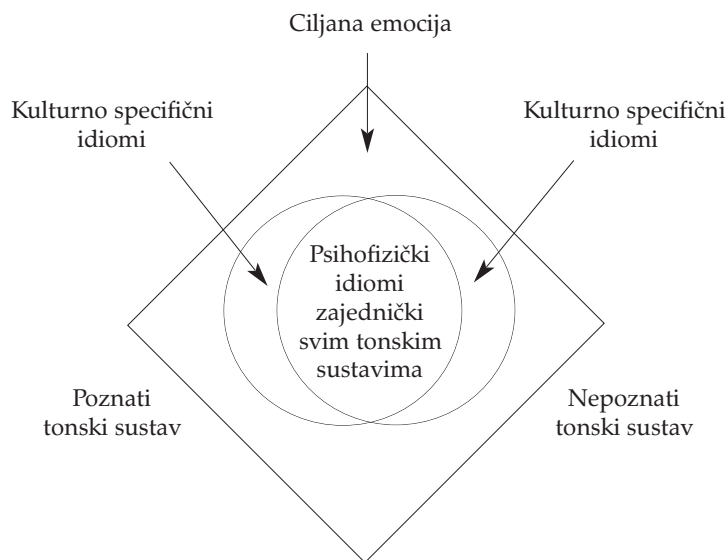 Ciljana emocija
Kulturno specifični
idiomi
Kulturno specifični
idiomi
Psihofizički
idiomi
zajednički
svim tonskim
sustavima
Poznati
tonski sustav
Nepoznati
tonski sustav